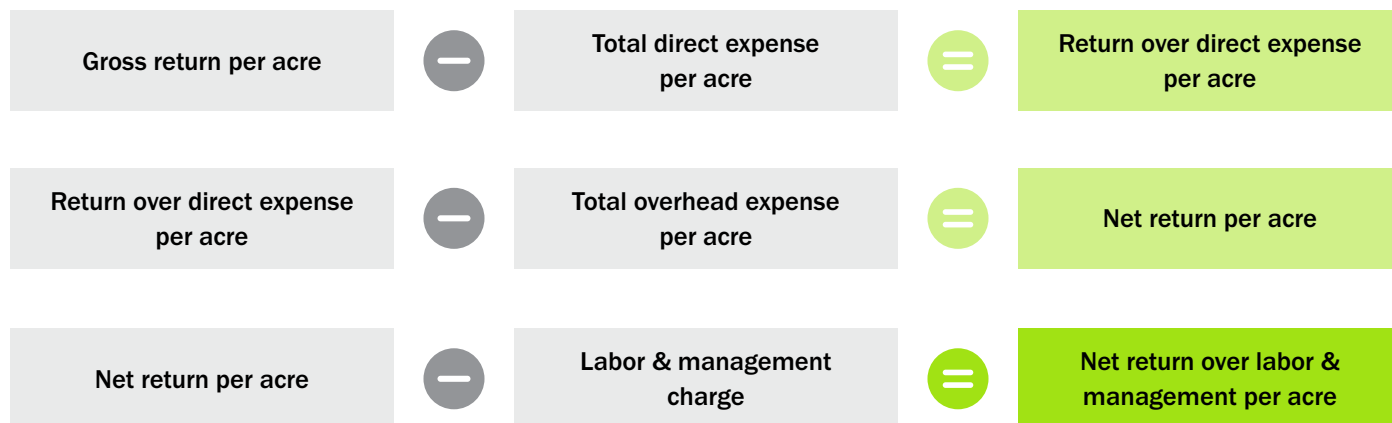 Gross return per acre
Total direct expense
per acre
Return over direct expense
per acre
Return over direct expense
per acre
Total overhead expense
per acre
Net return per acre
Net return per acre
Labor & management
charge
Net return over labor &
management per acre